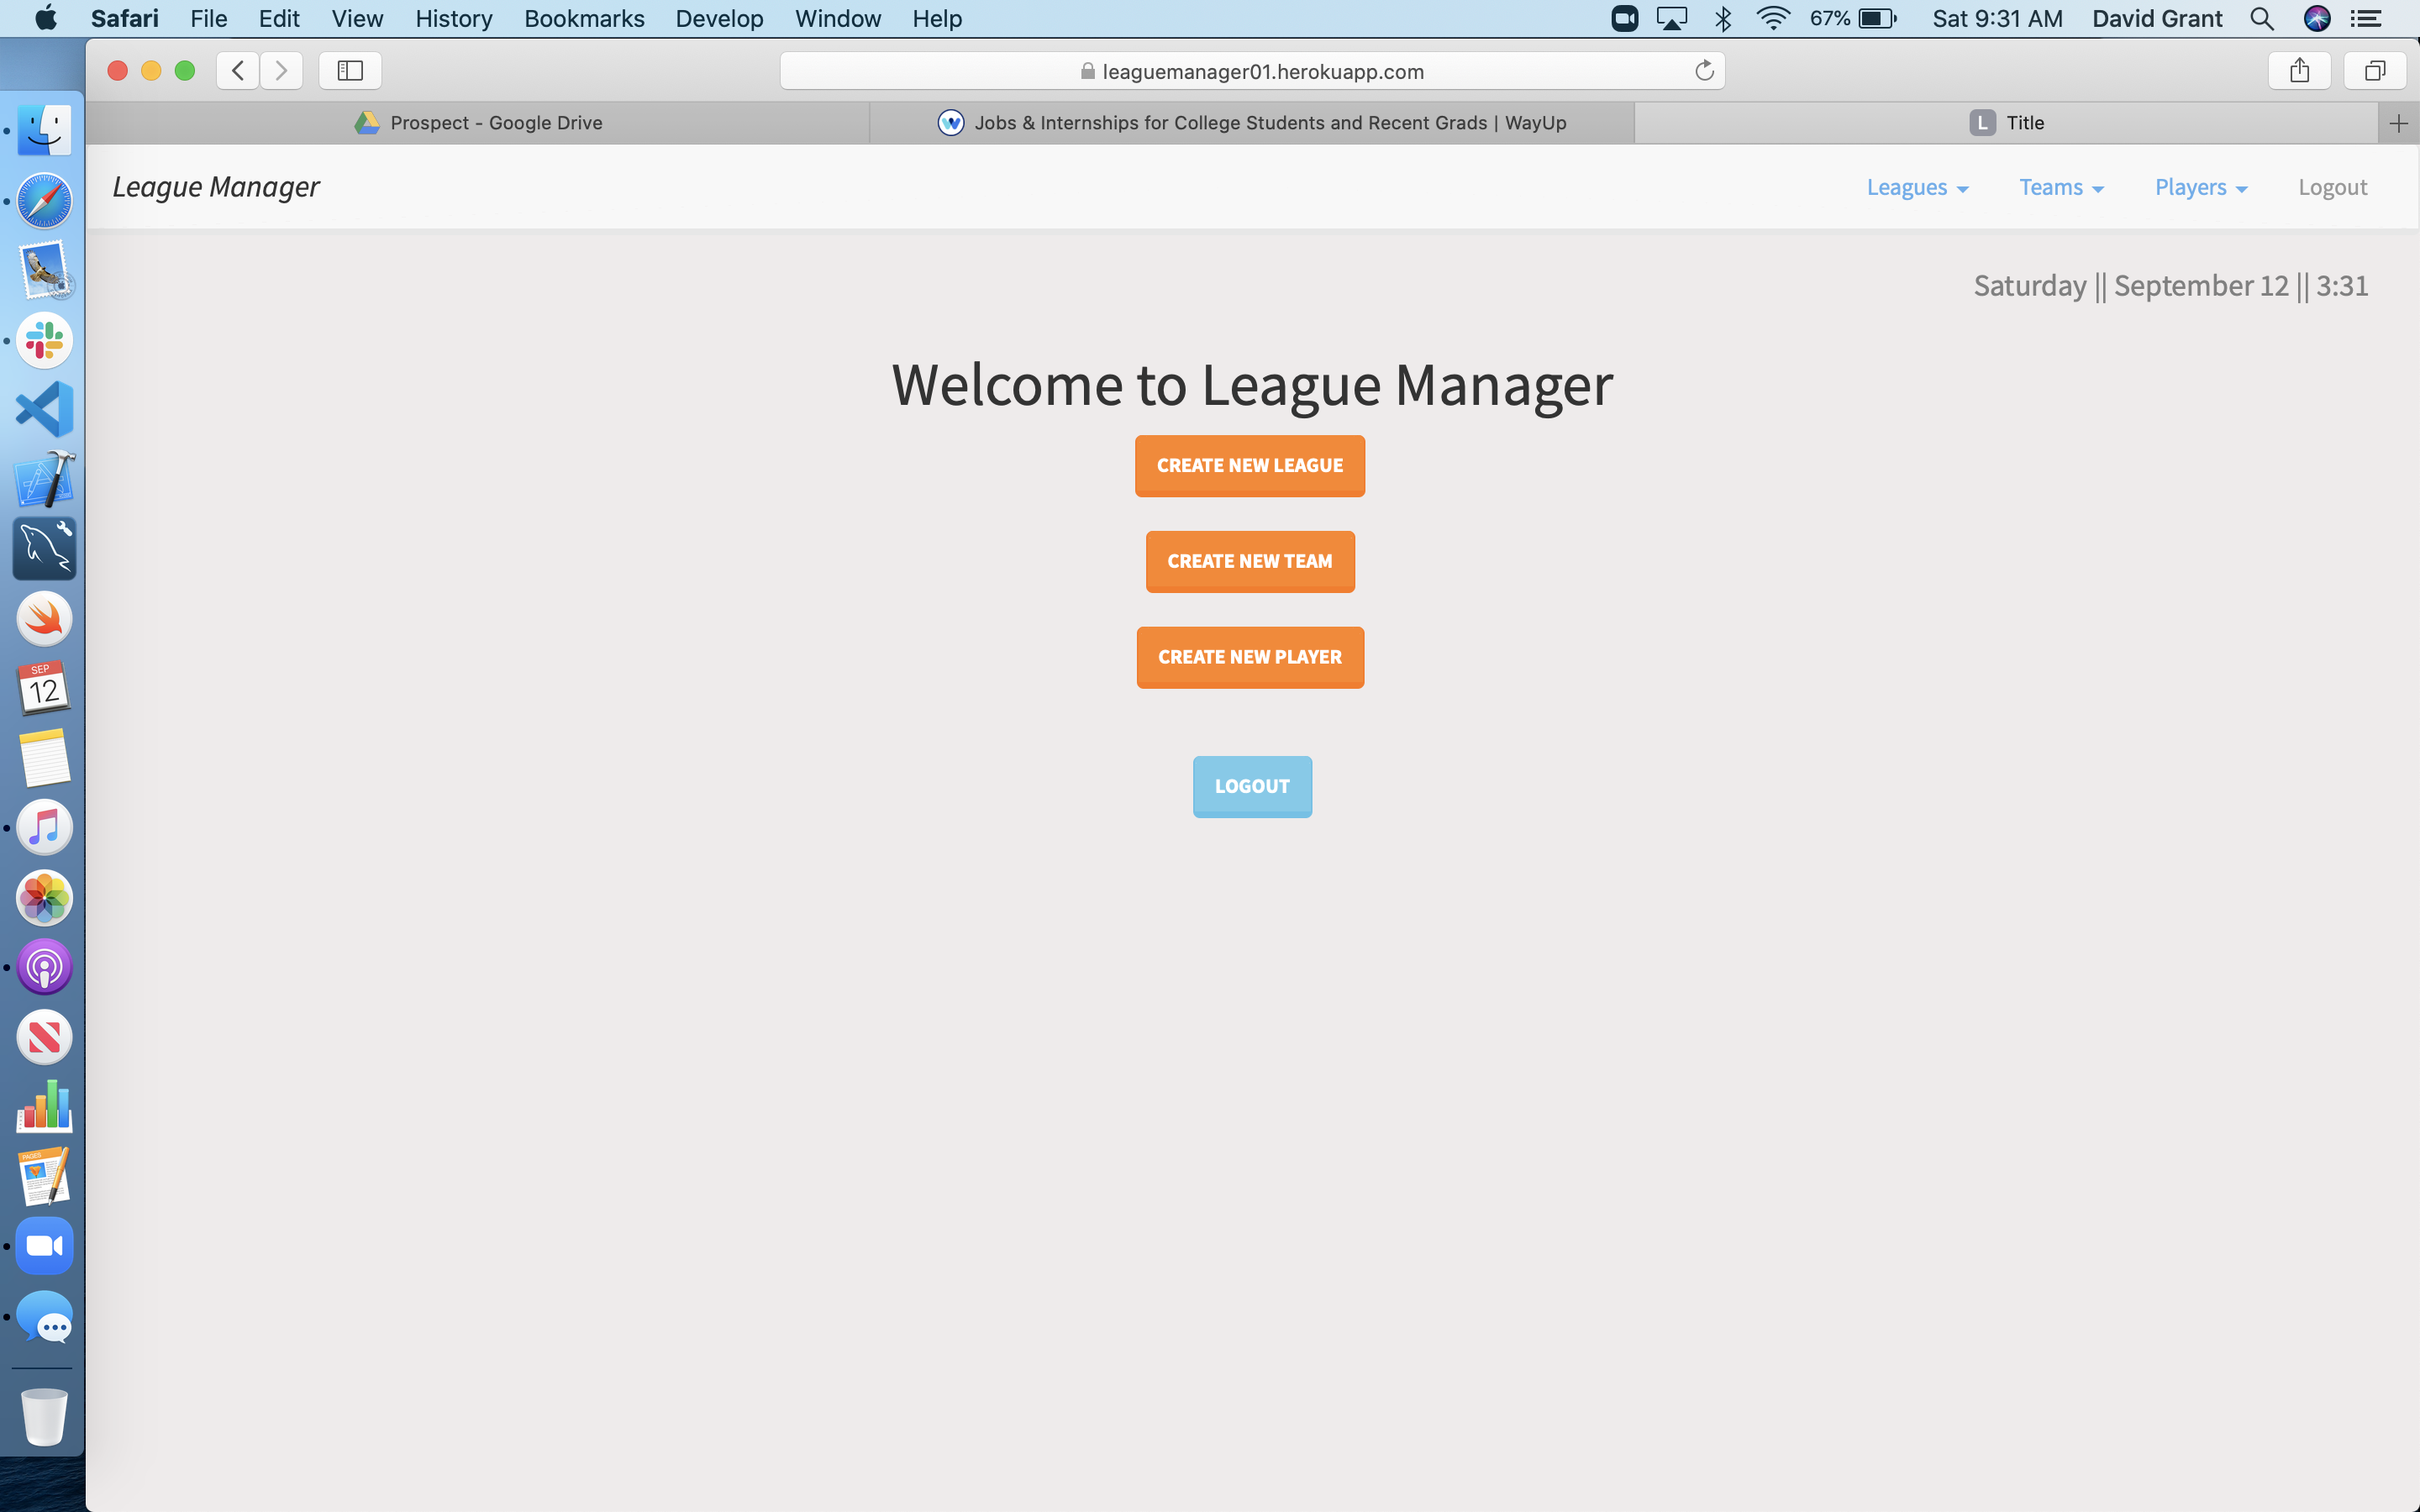 Safari File Edit View History Bookmarks Develop Window Help 67% Sat 9:31 AM David Grant
leaguemanager01.herokuapp.com
Prospect - Google Drive
Jobs & Internships for College Students and Recent Grads | WayUp
L Title
League Manager
Leagues Teams Players Logout
Saturday || September 12 || 3:31
Welcome to League Manager
CREATE NEW LEAGUE
CREATE NEW TEAM
CREATE NEW PLAYER
LOGOUT
SEP
12
PAGES